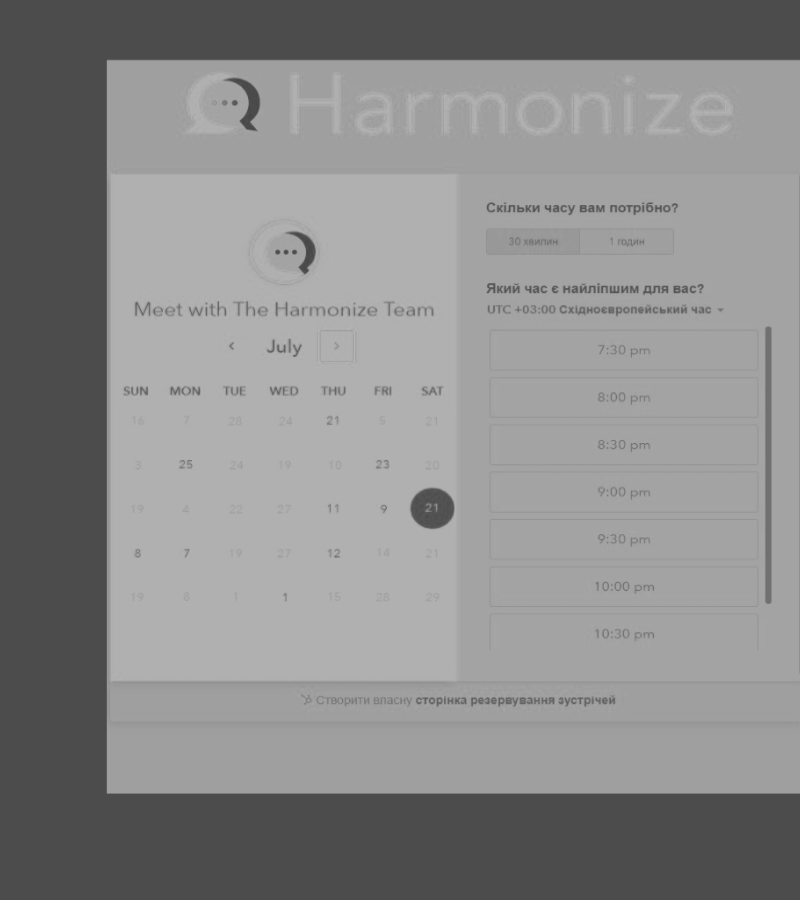 Harmonize
Meet with The Harmonize Team
July
SUN MON TUE WED THU FRI SAT
16 7 28 24 21 5 21
3 25 24 19 10 23 20
19 4 22 27 11 9 21
8 7 19 27 12 14 21
19 8 1 1 15 28 29
Скільки часу вам потрібно?
30 хвилин 1 годин
Який час є найліпшим для вас?
UTC +03:00 Східноєвропейський час
7:30 pm
8:00 pm
8:30 pm
9:00 pm
9:30 pm
10:00 pm
10:30 pm
Створити власну сторінка резервування зустрічей